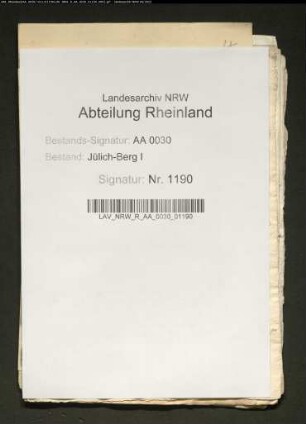 Landesarchiv NRW
Abteilung Rheinland
Bestands-Signatur: AA 0030
Bestand: Jülich-Berg I
Signatur: Nr. 1190
LAV_NRW_R_AA_0030_01190